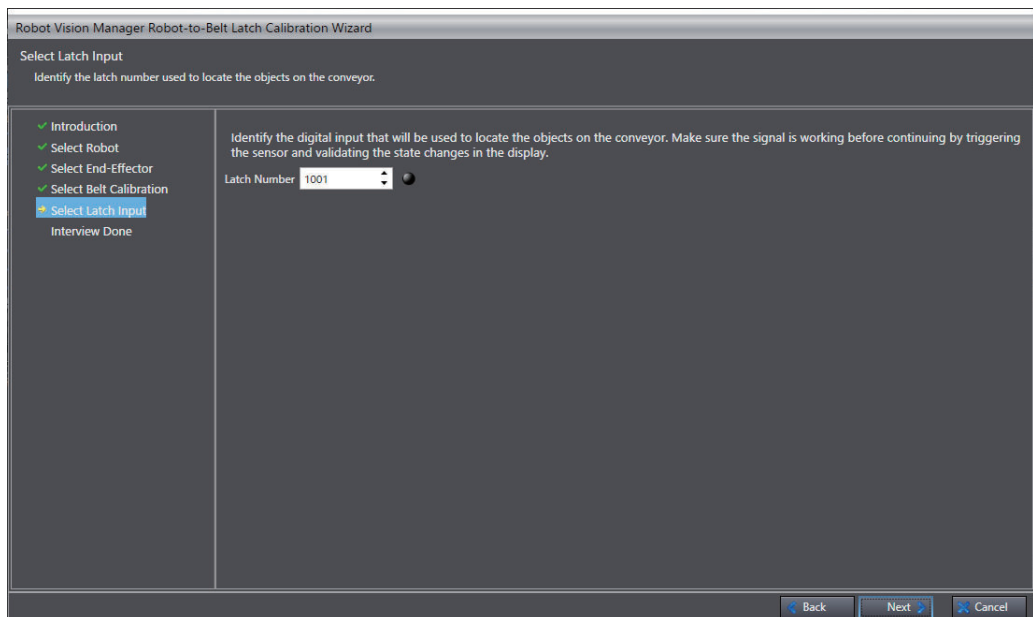 Robot Vision Manager Robot-to-Belt Latch Calibration Wizard
Select Latch Input
Identify the latch number used to locate the objects on the conveyor.
Introduction
Select Robot
Select End-Effector
Select Belt Calibration
Select Latch Input
Interview Done
Identify the digital input that will be used to locate the objects on the conveyor. Make sure the signal is working before continuing by triggering
the sensor and validating the state changes in the display.
Latch Number 1001
Back Next Cancel